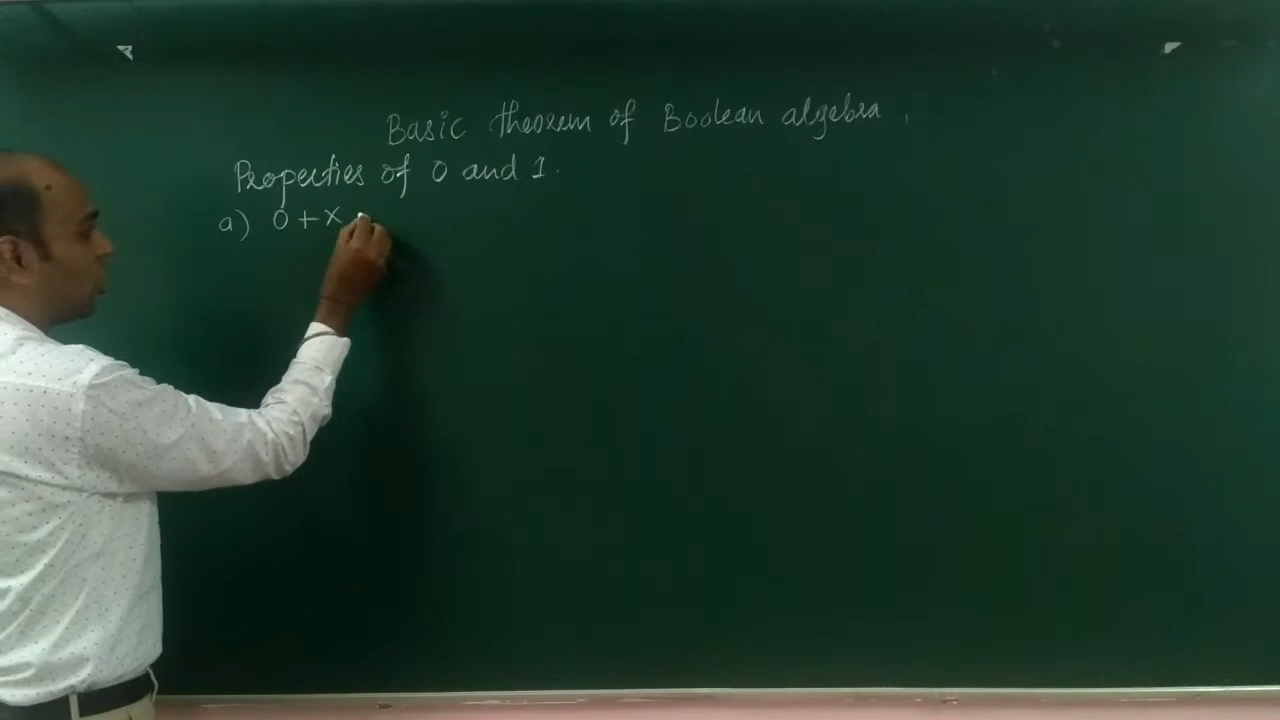 Basic theorem of Boolean algebra,
Properties of 0 and 1.
a) 0 + X